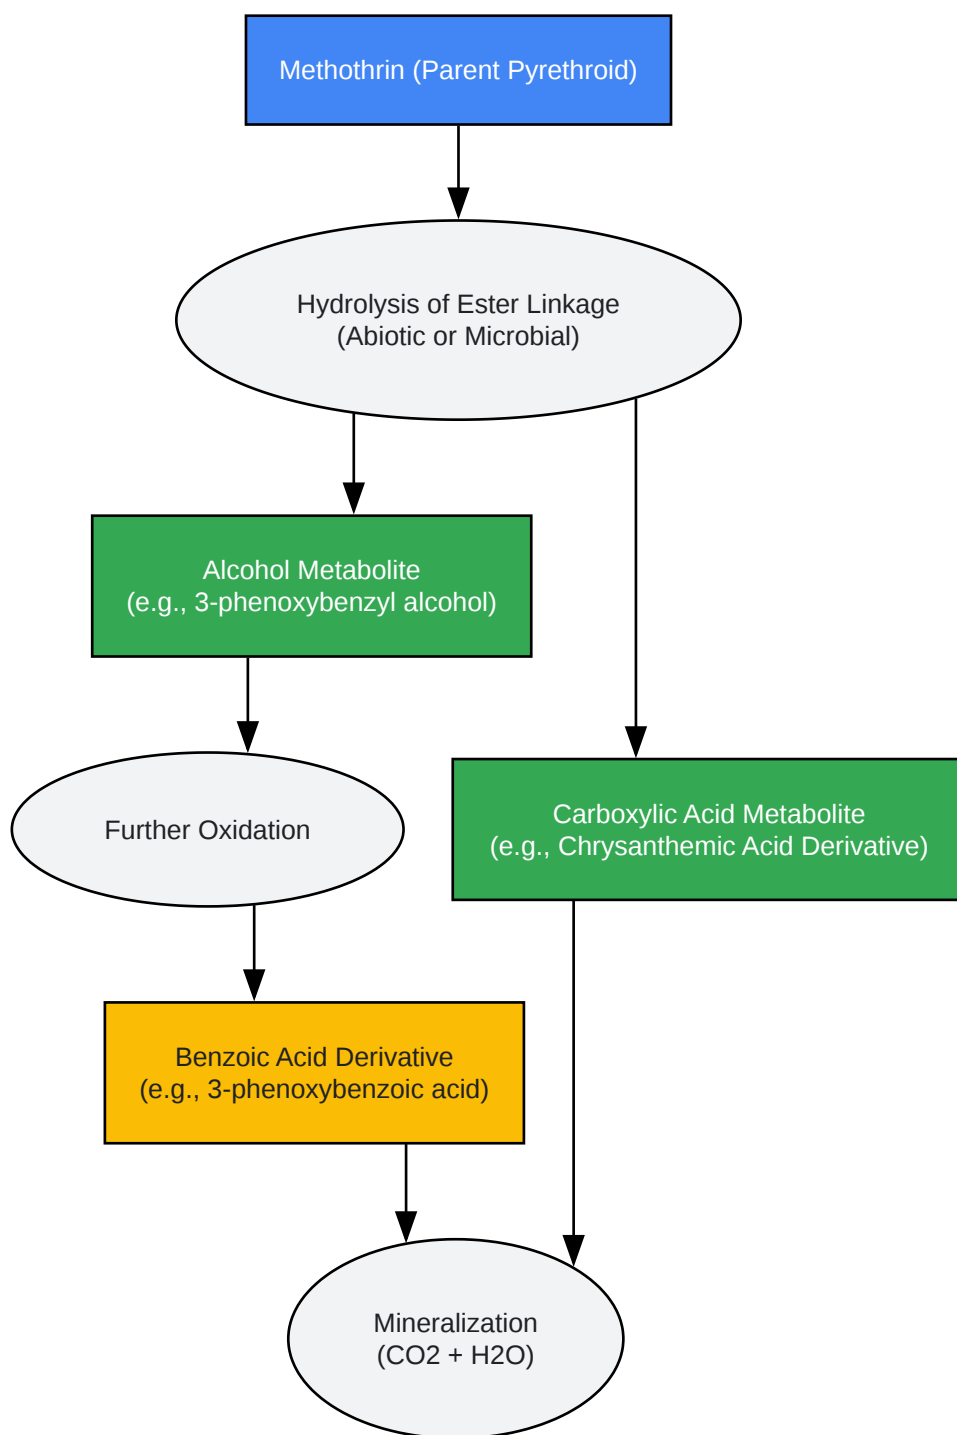 Methothrin (Parent Pyrethroid)
Hydrolysis of Ester Linkage
(Abiotic or Microbial)
Alcohol Metabolite
(e.g., 3-phenoxybenzyl alcohol)
Further Oxidation
Carboxylic Acid Metabolite
(e.g., Chrysanthemic Acid Derivative)
Benzoic Acid Derivative
(e.g., 3-phenoxybenzoic acid)
Mineralization
(CO2 + H2O)